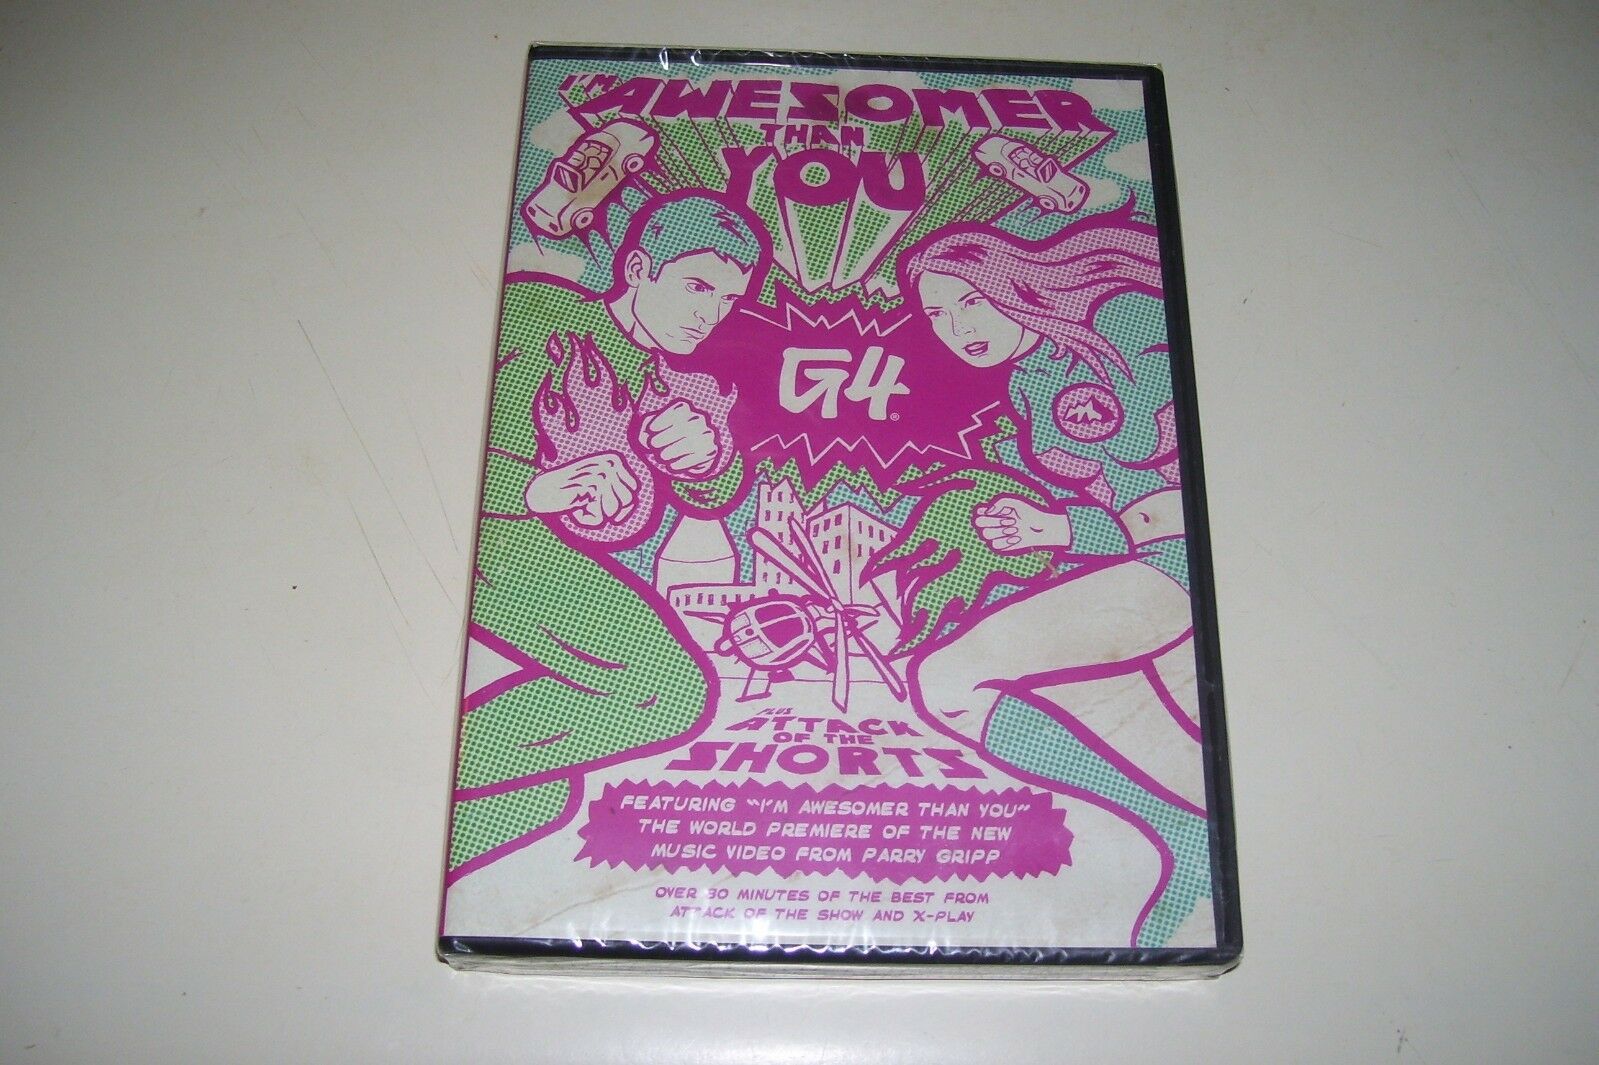 I'M AWESOMER
THAN
YOU
G4®
PLUS
ATTACK
OF THE
SHORTS
FEATURING "I'M AWESOMER THAN YOU"
THE WORLD PREMIERE OF THE NEW
MUSIC VIDEO FROM PARRY GRIPP
OVER 30 MINUTES OF THE BEST FROM
ATTACK OF THE SHOW AND X-PLAY